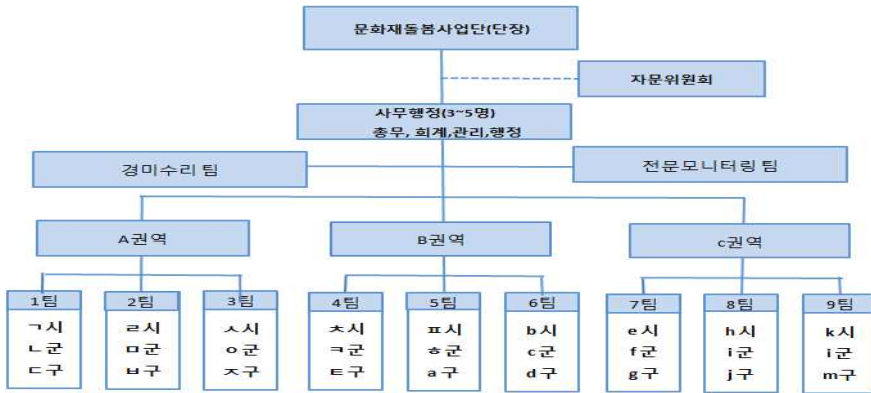 문화재돌봄사업단(단장)
자문위원회
사무행정(3~5명)
총무, 회계,관리,행정
경미수리 팀
전문모니터링 팀
A권역
B권역
c권역
1팀
2팀
3팀
4팀
5팀
6팀
7팀
8팀
9팀
ㄱ시
ㄴ군
ㄷ구
ㄹ시
ㅁ군
ㅂ구
ㅅ시
ㅇ군
ㅈ구
ㅊ시
ㅋ군
ㅌ구
ㅍ시
ㅎ군
a구
b시
c군
d구
e시
f군
g구
h시
i군
j구
k시
i군
m구